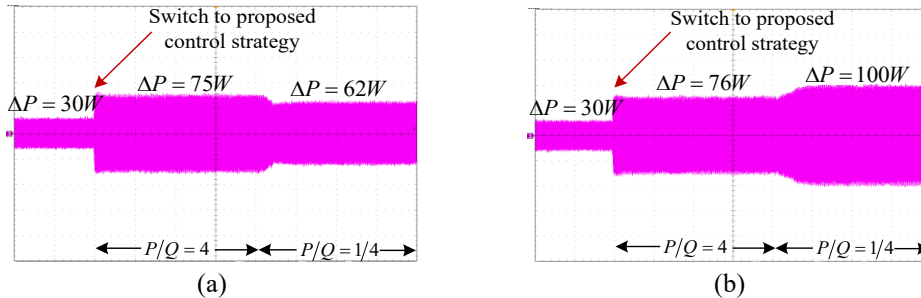 Switch to proposed
control strategy
ΔP = 30W
ΔP = 75W
ΔP = 62W
P/Q = 4
P/Q = 1/4
(a)
Switch to proposed
control strategy
ΔP = 30W
ΔP = 76W
ΔP = 100W
P/Q = 4
P/Q = 1/4
(b)